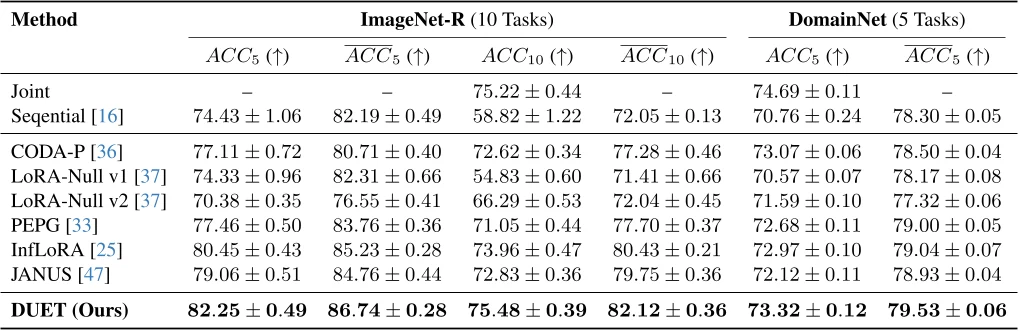 Method ImageNet-R (10 Tasks) DomainNet (5 Tasks)
ACC₅ (↑) A̅C̅C̅₅ (↑) ACC₁₀ (↑) A̅C̅C̅₁₀ (↑) ACC₅ (↑) A̅C̅C̅₅ (↑)
Joint – – 75.22 ± 0.44 – 74.69 ± 0.11 –
Seqential [16] 74.43 ± 1.06 82.19 ± 0.49 58.82 ± 1.22 72.05 ± 0.13 70.76 ± 0.24 78.30 ± 0.05
CODA-P [36] 77.11 ± 0.72 80.71 ± 0.40 72.62 ± 0.34 77.28 ± 0.46 73.07 ± 0.06 78.50 ± 0.04
LoRA-Null v1 [37] 74.33 ± 0.96 82.31 ± 0.66 54.83 ± 0.60 71.41 ± 0.66 70.57 ± 0.07 78.17 ± 0.08
LoRA-Null v2 [37] 70.38 ± 0.35 76.55 ± 0.41 66.29 ± 0.53 72.04 ± 0.45 71.59 ± 0.10 77.32 ± 0.06
PEPG [33] 77.46 ± 0.50 83.76 ± 0.36 71.05 ± 0.44 77.70 ± 0.37 72.68 ± 0.11 79.00 ± 0.05
InfLoRA [25] 80.45 ± 0.43 85.23 ± 0.28 73.96 ± 0.47 80.43 ± 0.21 72.97 ± 0.10 79.04 ± 0.07
JANUS [47] 79.06 ± 0.51 84.76 ± 0.44 72.83 ± 0.36 79.75 ± 0.36 72.12 ± 0.11 78.93 ± 0.04
DUET (Ours) 82.25 ± 0.49 86.74 ± 0.28 75.48 ± 0.39 82.12 ± 0.36 73.32 ± 0.12 79.53 ± 0.06